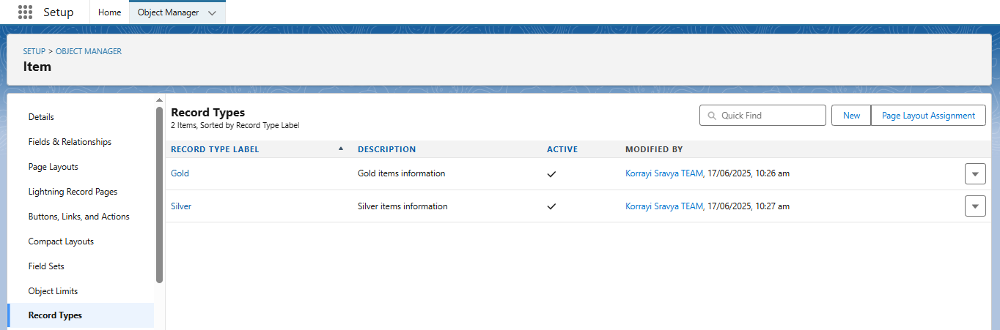 Setup Home Object Manager
SETUP > OBJECT MANAGER
Item
Details
Fields & Relationships
Page Layouts
Lightning Record Pages
Buttons, Links, and Actions
Compact Layouts
Field Sets
Object Limits
Record Types
Record Types
2 Items, Sorted by Record Type Label
Quick Find
New
Page Layout Assignment
RECORD TYPE LABEL DESCRIPTION ACTIVE MODIFIED BY
Gold Gold items information Korrayi Sravya TEAM, 17/06/2025, 10:26 am
Silver Silver items information Korrayi Sravya TEAM, 17/06/2025, 10:27 am